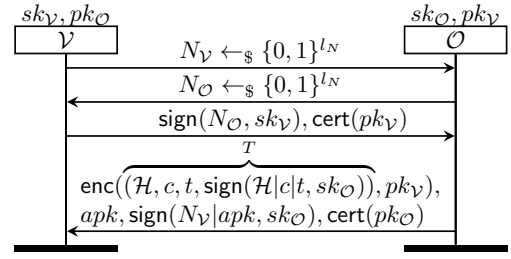 sk_𝒱, pk_𝒪 sk_𝒪, pk_𝒱
𝒱 𝒪
N_𝒱 ←_$ {0, 1}^{l_N}
N_𝒪 ←_$ {0, 1}^{l_N}
sign(N_𝒪, sk_𝒱), cert(pk_𝒱)
T
enc((ℋ, c, t, sign(ℋ|c|t, sk_𝒪)), pk_𝒱),
apk, sign(N_𝒱|apk, sk_𝒪), cert(pk_𝒪)